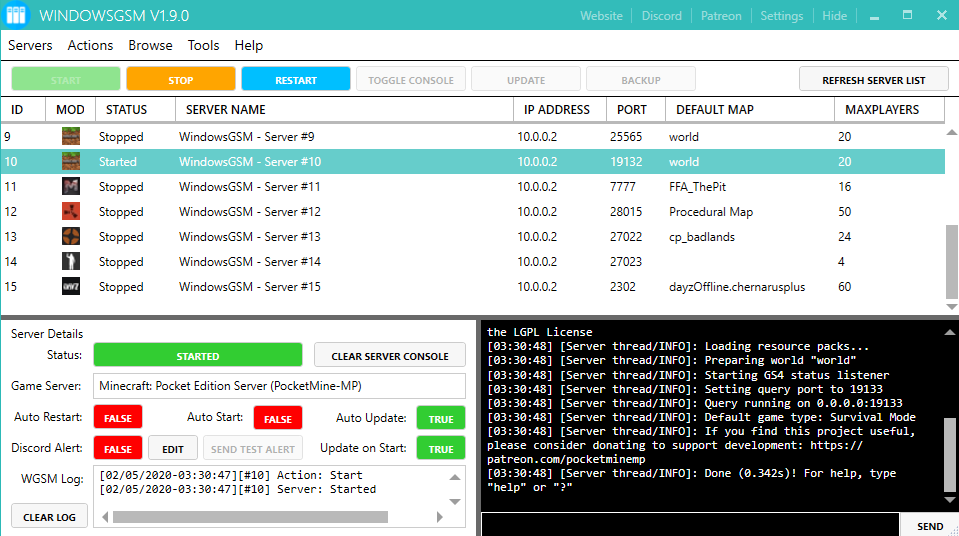 WINDOWSGSM V1.9.0 Website Discord Patreon Settings Hide
Servers Actions Browse Tools Help
START STOP RESTART TOGGLE CONSOLE UPDATE BACKUP REFRESH SERVER LIST
ID MOD STATUS SERVER NAME IP ADDRESS PORT DEFAULT MAP MAXPLAYERS
9 Stopped WindowsGSM - Server #9 10.0.0.2 25565 world 20
10 Started WindowsGSM - Server #10 10.0.0.2 19132 world 20
11 Stopped WindowsGSM - Server #11 10.0.0.2 7777 FFA_ThePit 16
12 Stopped WindowsGSM - Server #12 10.0.0.2 28015 Procedural Map 50
13 Stopped WindowsGSM - Server #13 10.0.0.2 27022 cp_badlands 24
14 Stopped WindowsGSM - Server #14 10.0.0.2 27023 4
15 Stopped WindowsGSM - Server #15 10.0.0.2 2302 dayzOffline.chernarusplus 60
Server Details
Status: STARTED CLEAR SERVER CONSOLE
Game Server: Minecraft: Pocket Edition Server (PocketMine-MP)
Auto Restart: FALSE Auto Start: FALSE Auto Update: TRUE
Discord Alert: FALSE EDIT SEND TEST ALERT Update on Start: TRUE
WGSM Log: [02/05/2020-03:30:47][#10] Action: Start
[02/05/2020-03:30:47][#10] Server: Started
CLEAR LOG
the LGPL License
[03:30:48] [Server thread/INFO]: Loading resource packs...
[03:30:48] [Server thread/INFO]: Preparing world "world"
[03:30:48] [Server thread/INFO]: Starting GS4 status listener
[03:30:48] [Server thread/INFO]: Setting query port to 19133
[03:30:48] [Server thread/INFO]: Query running on 0.0.0.0:19133
[03:30:48] [Server thread/INFO]: Default game type: Survival Mode
[03:30:48] [Server thread/INFO]: If you find this project useful,
please consider donating to support development: https://
patreon.com/pocketminemp
[03:30:48] [Server thread/INFO]: Done (0.342s)! For help, type
"help" or "?"
SEND